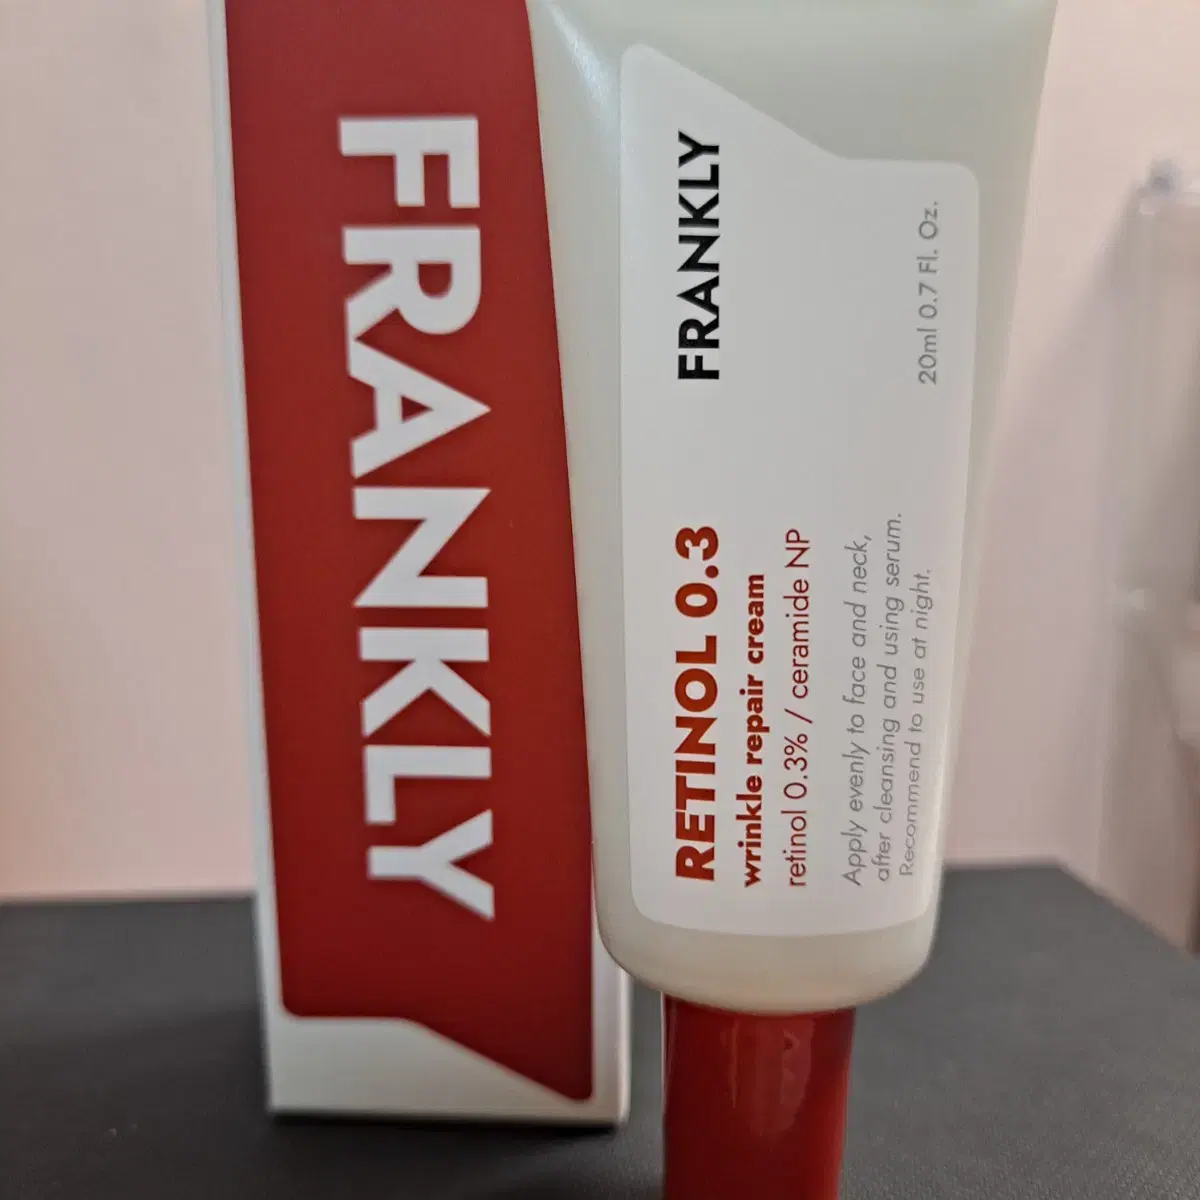 FRANKLY
FRANKLY
RETINOL 0.3
wrinkle repair cream
retinol 0.3% / ceramide NP
Apply evenly to face and neck,
after cleansing and using serum.
Recommend to use at night.
20ml 0.7 Fl. Oz.